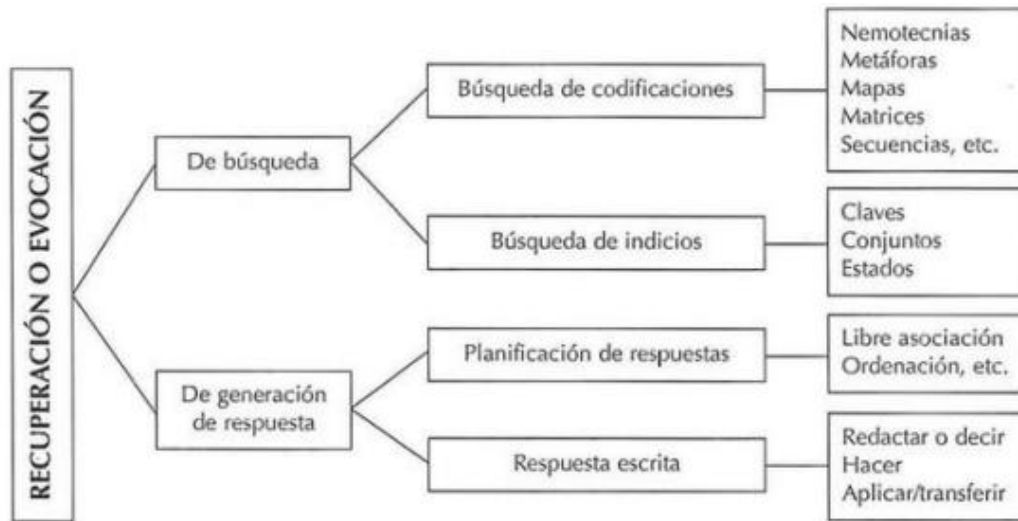 RECUPERACIÓN O EVOCACIÓN
De búsqueda
Búsqueda de codificaciones
Nemotecnias
Metáforas
Mapas
Matrices
Secuencias, etc.
Búsqueda de indicios
Claves
Conjuntos
Estados
De generación
de respuesta
Planificación de respuestas
Libre asociación
Ordenación, etc.
Respuesta escrita
Redactar o decir
Hacer
Aplicar/transferir